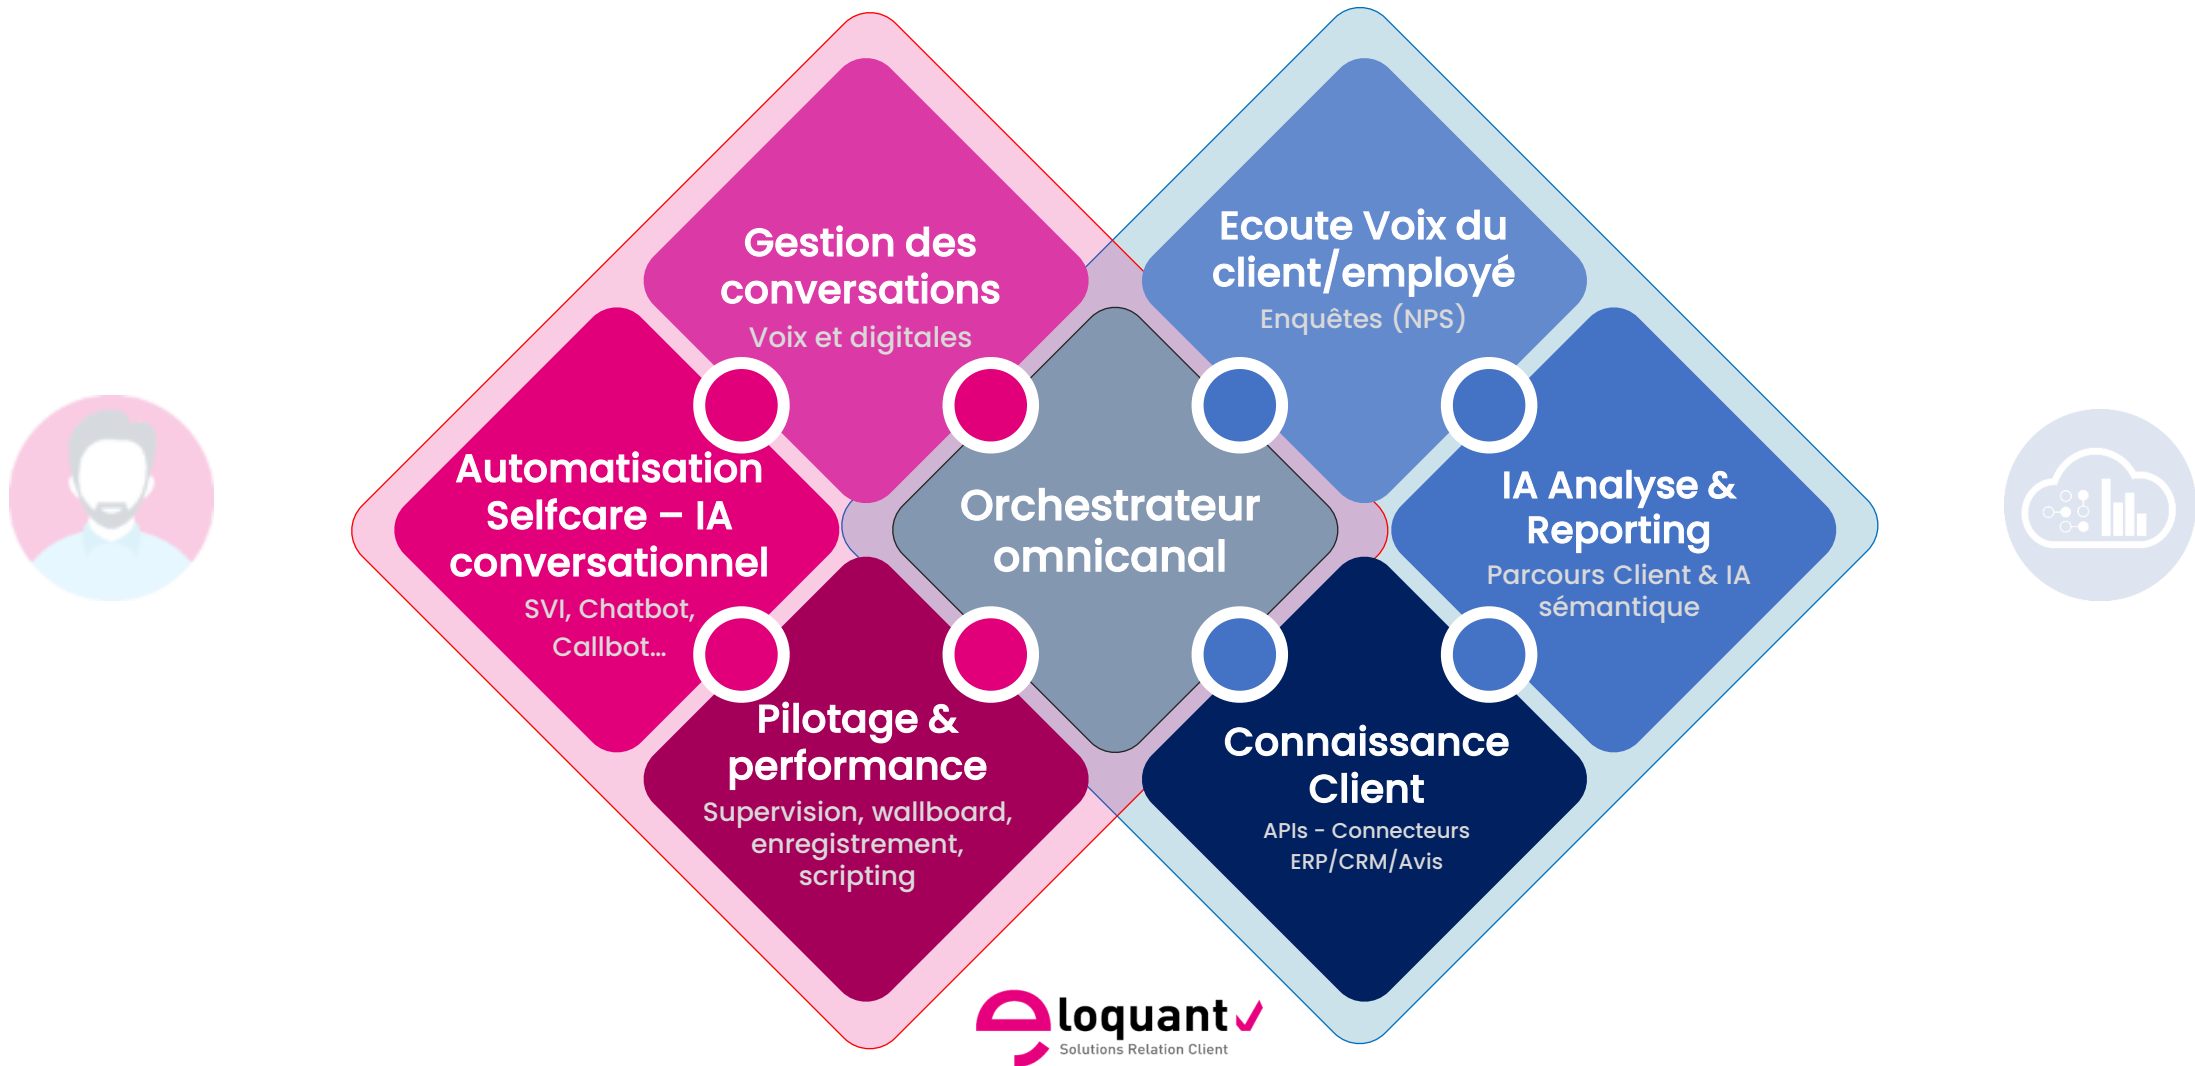 Gestion des
conversations
Voix et digitales
Ecoute Voix du
client/employé
Enquêtes (NPS)
Automatisation
Selfcare – IA
conversationnel
SVI, Chatbot,
Callbot...
Orchestrateur
omnicanal
IA Analyse &
Reporting
Parcours Client & IA
sémantique
Pilotage &
performance
Supervision, wallboard,
enregistrement,
scripting
Connaissance
Client
APIs - Connecteurs
ERP/CRM/Avis
eloquant
Solutions Relation Client